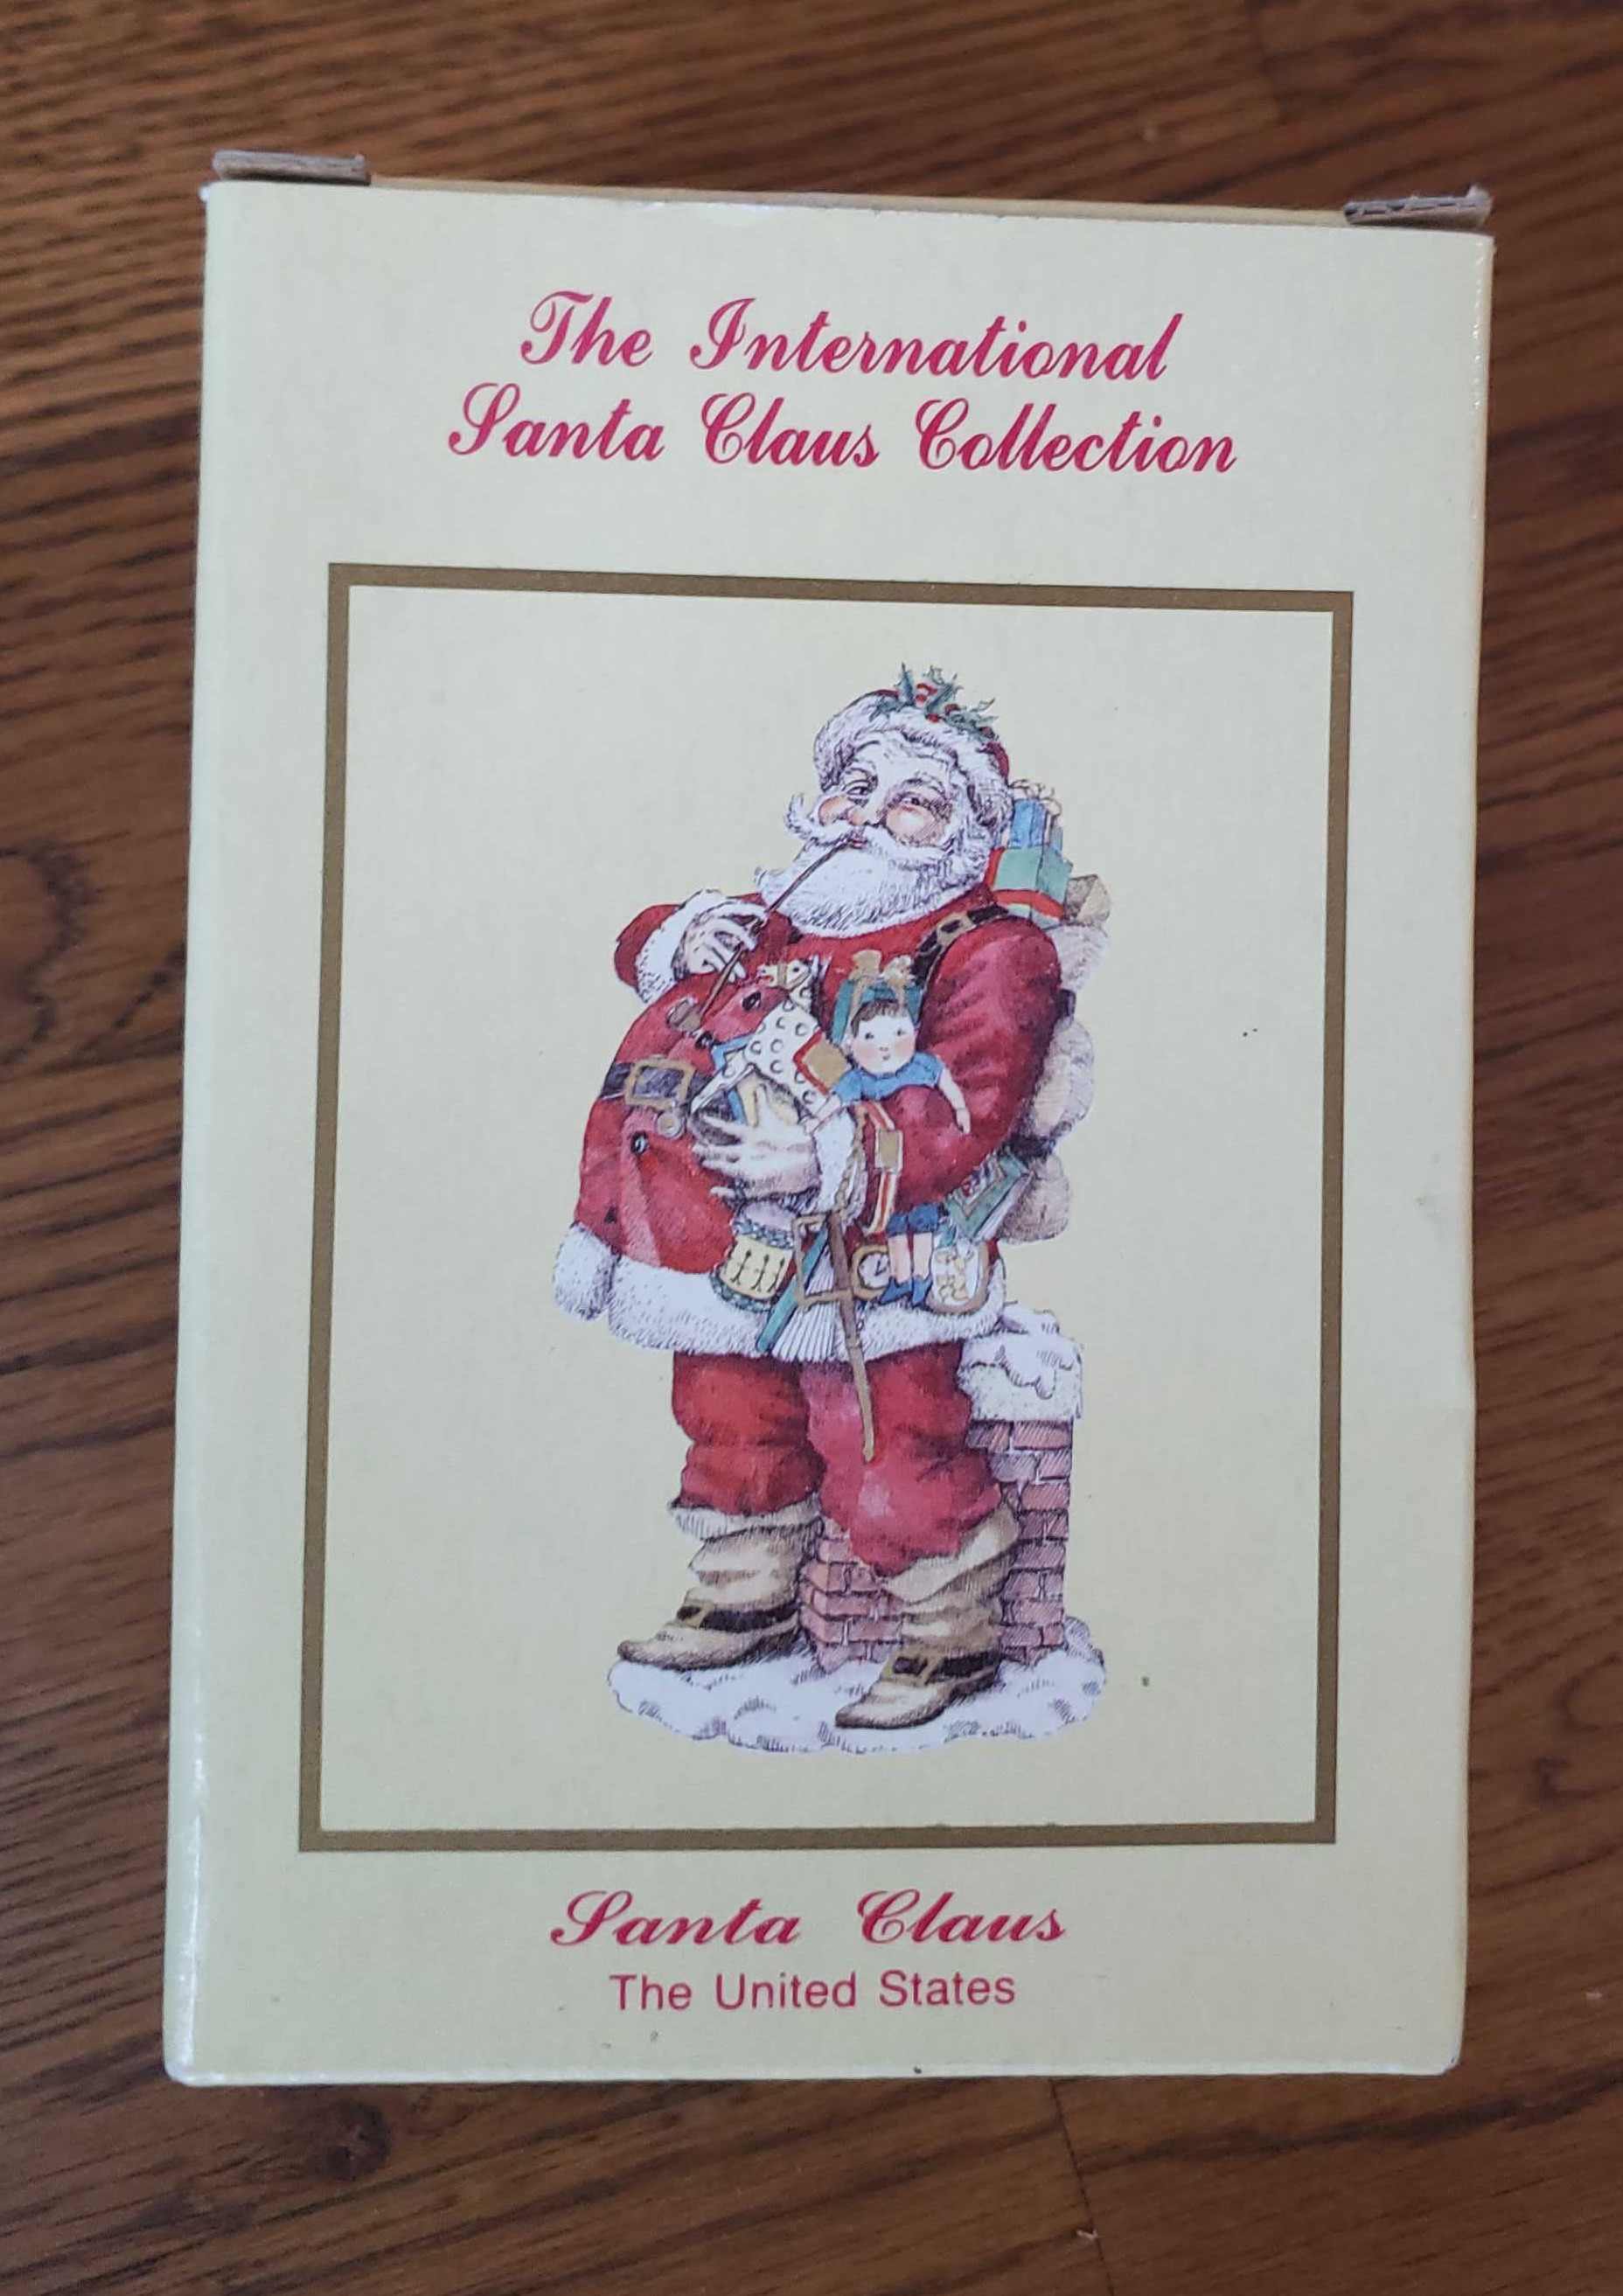 The International
Santa Claus Collection
Santa Claus
The United States